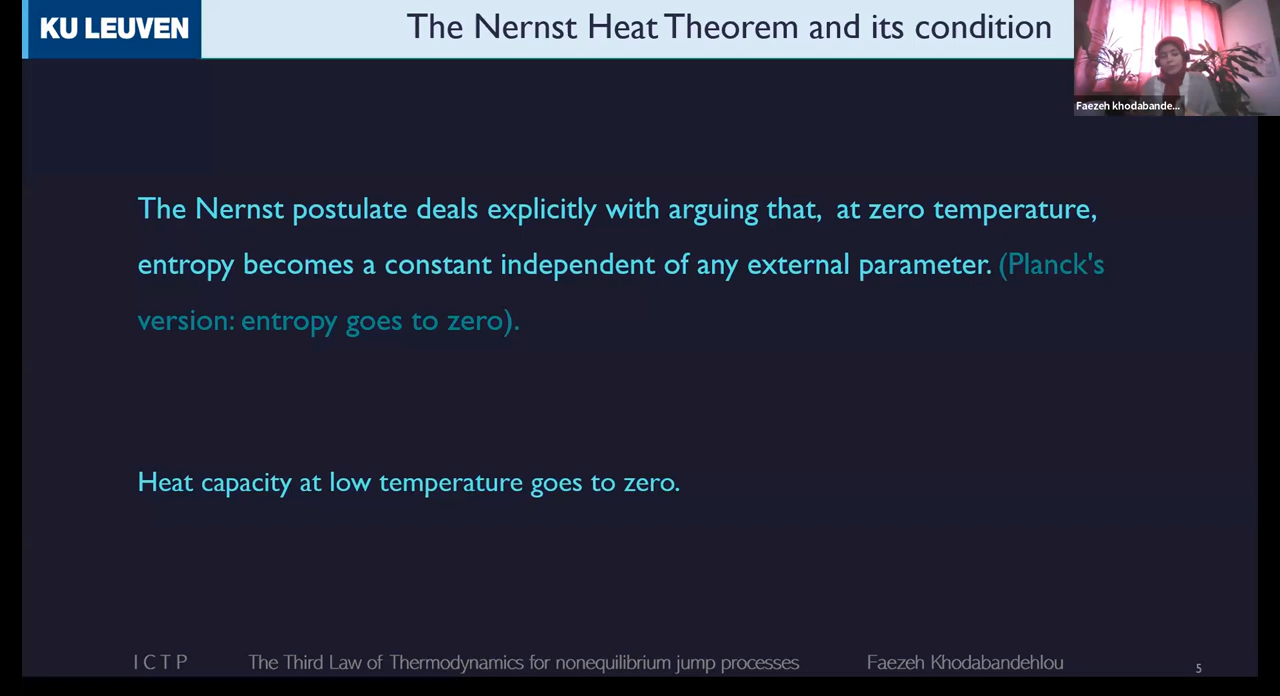 KU LEUVEN
The Nernst Heat Theorem and its condition
Faezeh khodabande...
The Nernst postulate deals explicitly with arguing that, at zero temperature,
entropy becomes a constant independent of any external parameter. (Planck's
version: entropy goes to zero).
Heat capacity at low temperature goes to zero.
I C T P The Third Law of Thermodynamics for nonequilibrium jump processes Faezeh Khodabandehlou 5